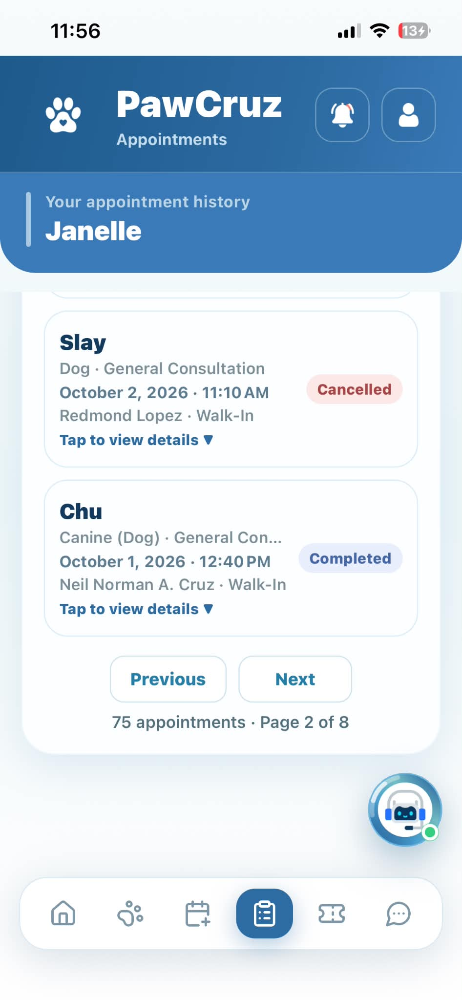 11:56
13
PawCruz
Appointments
Your appointment history
Janelle
Slay
Dog · General Consultation
October 2, 2026 · 11:10 AM
Redmond Lopez · Walk-In
Tap to view details ▼
Cancelled
Chu
Canine (Dog) · General Con...
October 1, 2026 · 12:40 PM
Neil Norman A. Cruz · Walk-In
Tap to view details ▼
Completed
Previous
Next
75 appointments · Page 2 of 8